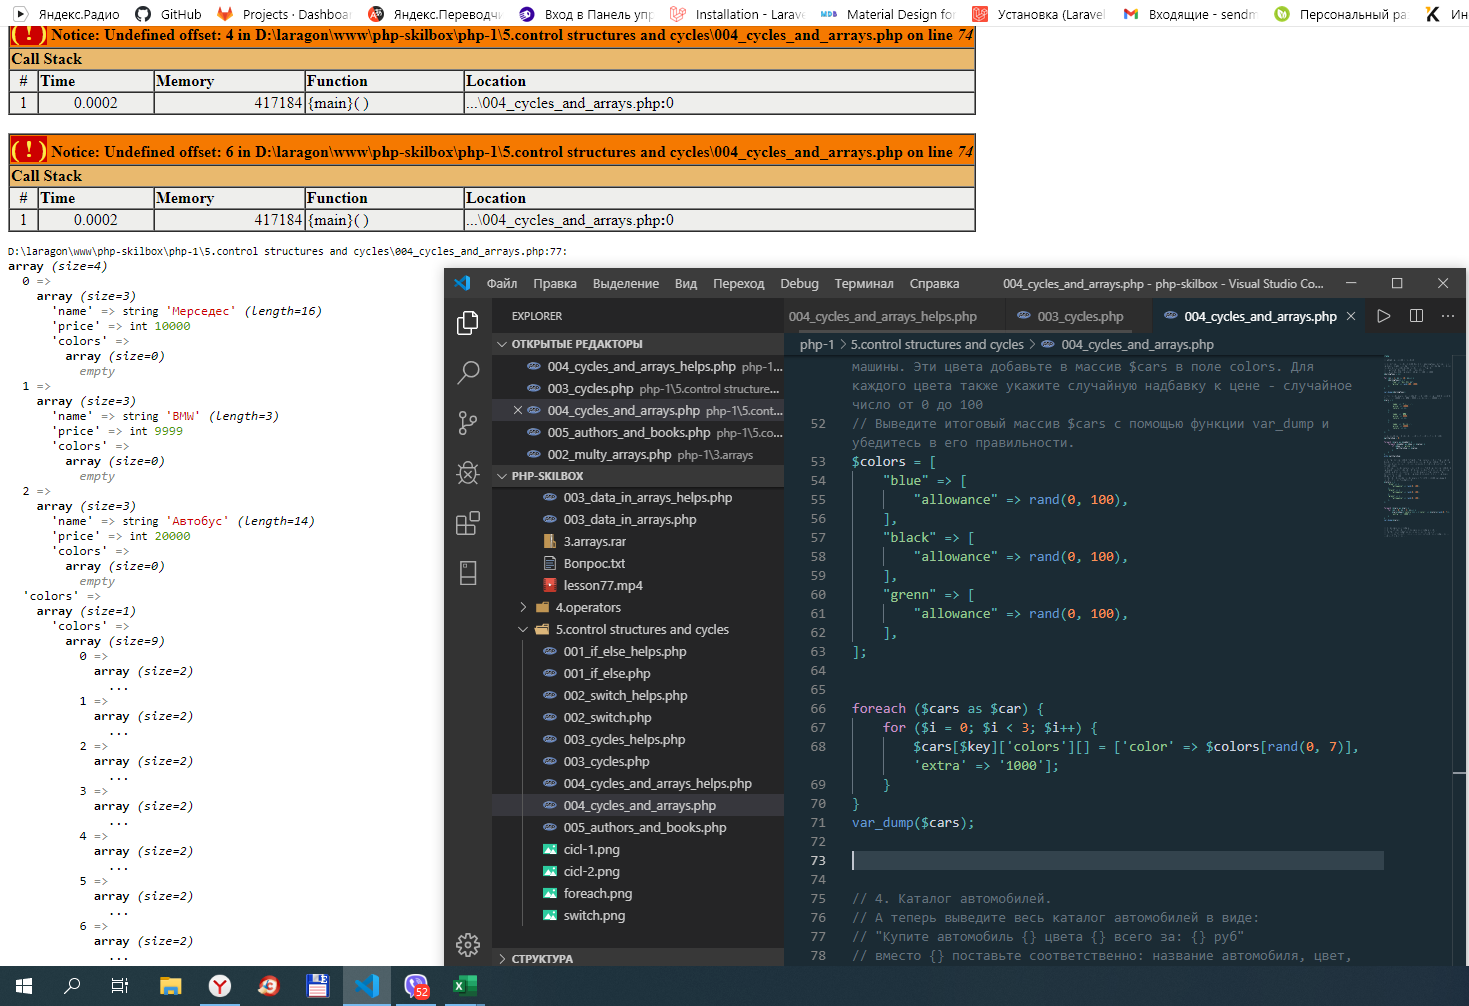 Яндекс.Радио GitHub Projects · Dashboa Яндекс.Переводч Вход в Панель упр Installation - Larave MDB Material Design for Установка (Laravel Входящие - sendm Персональный ра Ин
( ! ) Notice: Undefined offset: 4 in D:\laragon\www\php-skilbox\php-1\5.control structures and cycles\004_cycles_and_arrays.php on line 74
Call Stack
# Time Memory Function Location
1 0.0002 417184 {main}( ) ...\004_cycles_and_arrays.php:0
( ! ) Notice: Undefined offset: 6 in D:\laragon\www\php-skilbox\php-1\5.control structures and cycles\004_cycles_and_arrays.php on line 74
Call Stack
# Time Memory Function Location
1 0.0002 417184 {main}( ) ...\004_cycles_and_arrays.php:0
D:\laragon\www\php-skilbox\php-1\5.control structures and cycles\004_cycles_and_arrays.php:77:
array (size=4)
0 =>
array (size=3)
'name' => string 'Мерседес' (length=16)
'price' => int 10000
'colors' =>
array (size=0)
empty
1 =>
array (size=3)
'name' => string 'BMW' (length=3)
'price' => int 9999
'colors' =>
array (size=0)
empty
2 =>
array (size=3)
'name' => string 'Автобус' (length=14)
'price' => int 20000
'colors' =>
array (size=0)
empty
'colors' =>
array (size=1)
'colors' =>
array (size=9)
0 =>
array (size=2)
...
1 =>
array (size=2)
...
2 =>
array (size=2)
...
3 =>
array (size=2)
...
4 =>
array (size=2)
...
5 =>
array (size=2)
...
6 =>
array (size=2)
...
Файл Правка Выделение Вид Переход Debug Терминал Справка 004_cycles_and_arrays.php - php-skilbox - Visual Studio Co...
EXPLORER
ОТКРЫТЫЕ РЕДАКТОРЫ
004_cycles_and_arrays_helps.php php-1...
003_cycles.php php-1\5.control structure...
004_cycles_and_arrays.php php-1\5.cont...
005_authors_and_books.php php-1\5.co...
002_multy_arrays.php php-1\3.arrays
PHP-SKILBOX
003_data_in_arrays_helps.php
003_data_in_arrays.php
3.arrays.rar
Вопрос.txt
lesson77.mp4
4.operators
5.control structures and cycles
001_if_else_helps.php
001_if_else.php
002_switch_helps.php
002_switch.php
003_cycles_helps.php
003_cycles.php
004_cycles_and_arrays_helps.php
004_cycles_and_arrays.php
005_authors_and_books.php
cicl-1.png
cicl-2.png
foreach.png
switch.png
СТРУКТУРА
004_cycles_and_arrays_helps.php 003_cycles.php 004_cycles_and_arrays.php
php-1 > 5.control structures and cycles > 004_cycles_and_arrays.php
машины. Эти цвета добавьте в массив $cars в поле colors. Для
каждого цвета также укажите случайную надбавку к цене - случайное
число от 0 до 100
52 // Выведите итоговый массив $cars с помощью функции var_dump и
убедитесь в его правильности.
53 $colors = [
54 "blue" => [
55 "allowance" => rand(0, 100),
56 ],
57 "black" => [
58 "allowance" => rand(0, 100),
59 ],
60 "grenn" => [
61 "allowance" => rand(0, 100),
62 ],
63 ];
64
65
66 foreach ($cars as $car) {
67 for ($i = 0; $i < 3; $i++) {
68 $cars[$key]['colors'][] = ['color' => $colors[rand(0, 7)],
'extra' => '1000'];
69 }
70 }
71 var_dump($cars);
72
73
74
75 // 4. Каталог автомобилей.
76 // А теперь выведите весь каталог автомобилей в виде:
77 // "Купите автомобиль {} цвета {} всего за: {} руб"
78 // вместо {} поставьте соответственно: название автомобиля, цвет,
52